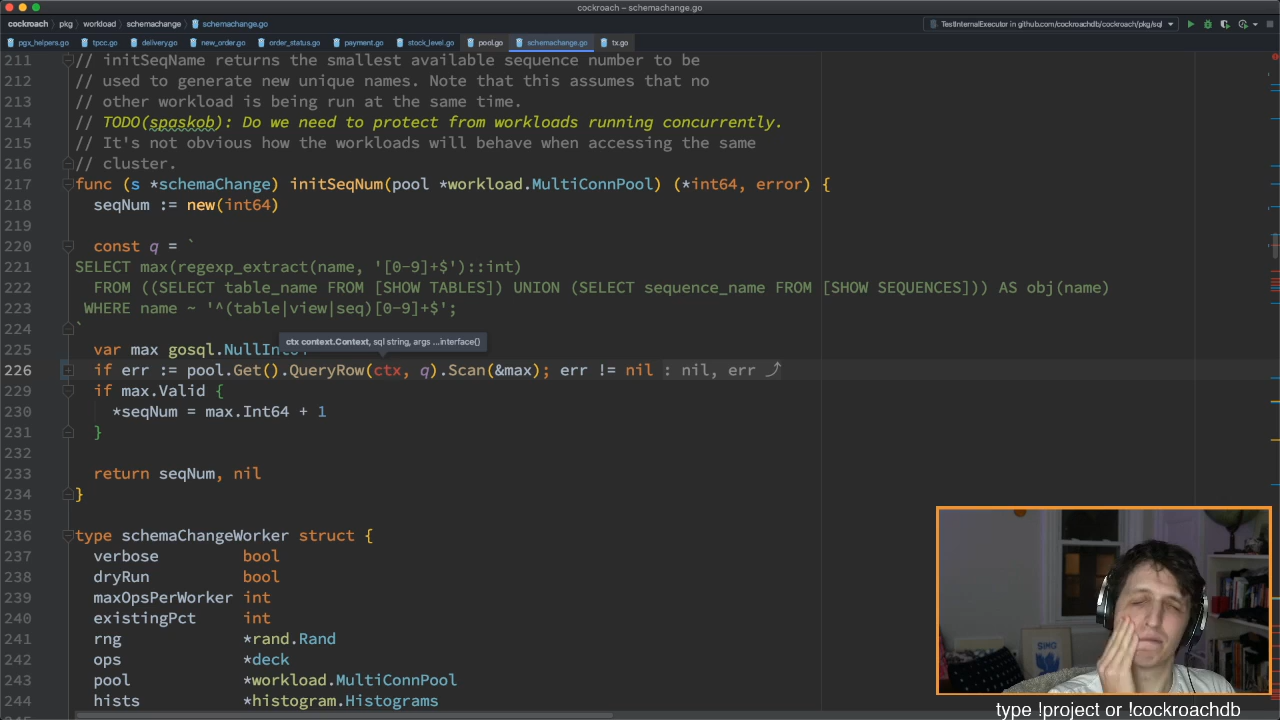 cockroach – schemachange.go
cockroach › pkg › workload › schemachange › schemachange.go
TestInternalExecutor in github.com/cockroachdb/cockroach/pkg/sql
pgx_helpers.go tpcc.go delivery.go new_order.go order_status.go payment.go stock_level.go pool.go schemachange.go tx.go
211 // initSeqName returns the smallest available sequence number to be
212 // used to generate new unique names. Note that this assumes that no
213 // other workload is being run at the same time.
214 // TODO(spaskob): Do we need to protect from workloads running concurrently.
215 // It's not obvious how the workloads will behave when accessing the same
216 // cluster.
217 func (s *schemaChange) initSeqNum(pool *workload.MultiConnPool) (*int64, error) {
218 seqNum := new(int64)
219
220 const q = `
221 SELECT max(regexp_extract(name, '[0-9]+$')::int)
222 FROM ((SELECT table_name FROM [SHOW TABLES]) UNION (SELECT sequence_name FROM [SHOW SEQUENCES])) AS obj(name)
223 WHERE name ~ '^(table|view|seq)[0-9]+$';
224 `
ctx context.Context, sql string, args ...interface{}
225 var max gosql.NullInt64
226 if err := pool.Get().QueryRow(ctx, q).Scan(&max); err != nil : nil, err
229 if max.Valid {
230 *seqNum = max.Int64 + 1
231 }
232
233 return seqNum, nil
234 }
235
236 type schemaChangeWorker struct {
237 verbose bool
238 dryRun bool
239 maxOpsPerWorker int
240 existingPct int
241 rng *rand.Rand
242 ops *deck
243 pool *workload.MultiConnPool
244 hists *histogram.Histograms
SING
type !project or !cockroachdb